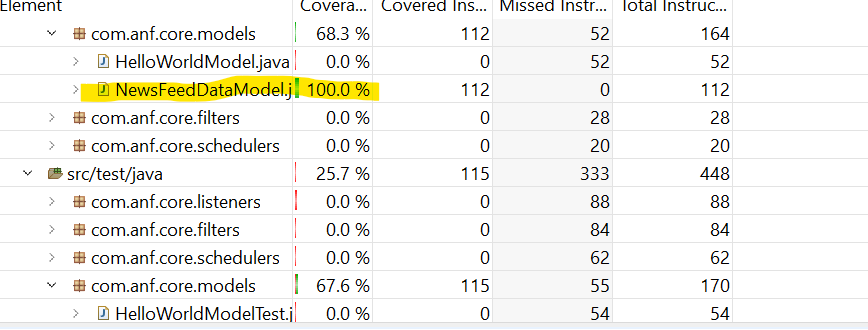 Element Covera... Covered Ins... Missed Instr... Total Instruc...
com.anf.core.models 68.3 % 112 52 164
HelloWorldModel.java 0.0 % 0 52 52
NewsFeedDataModel.j 100.0 % 112 0 112
com.anf.core.filters 0.0 % 0 28 28
com.anf.core.schedulers 0.0 % 0 20 20
src/test/java 25.7 % 115 333 448
com.anf.core.listeners 0.0 % 0 88 88
com.anf.core.filters 0.0 % 0 84 84
com.anf.core.schedulers 0.0 % 0 62 62
com.anf.core.models 67.6 % 115 55 170
HelloWorldModelTest.j 0.0 % 0 54 54